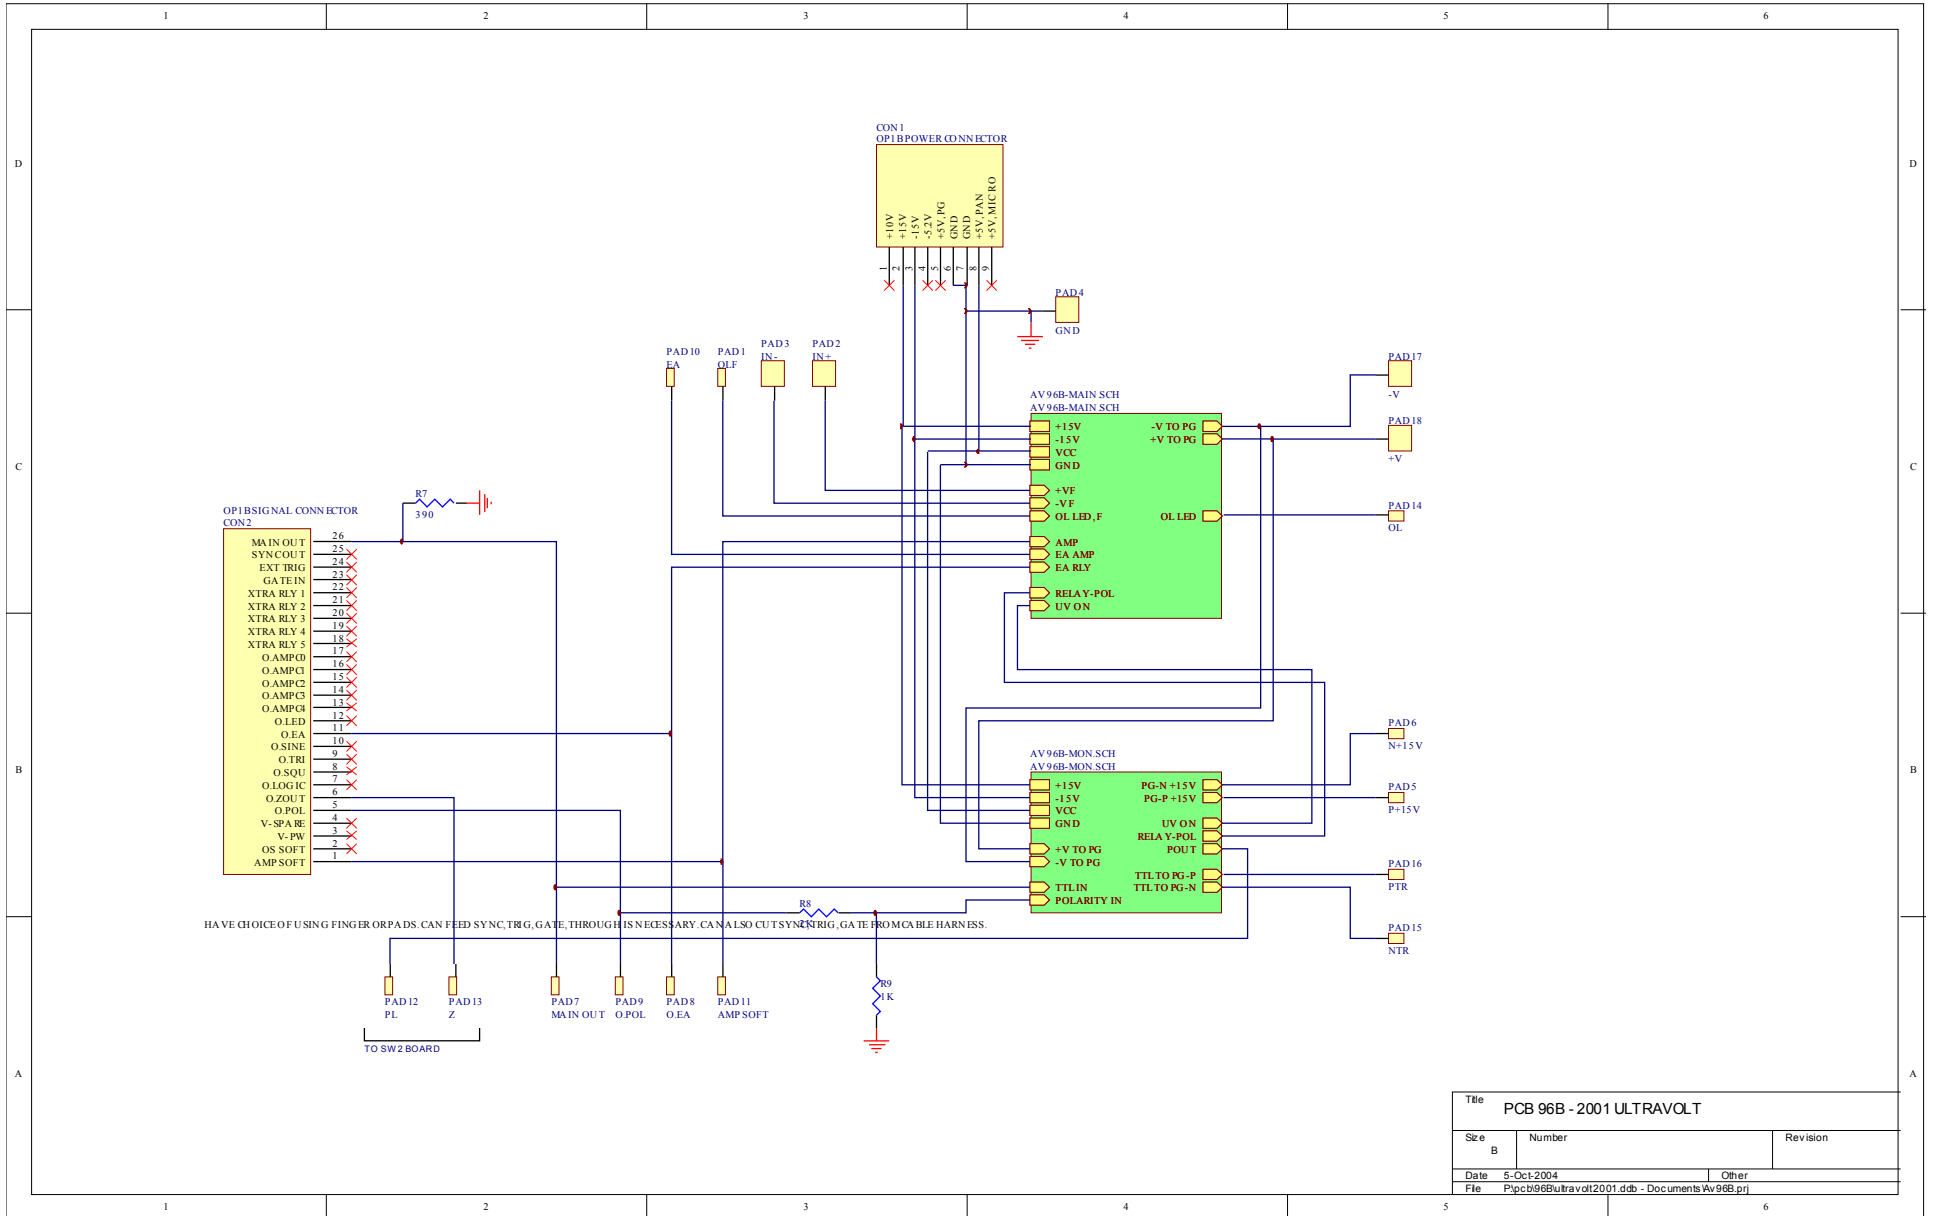 1 2 3 4 5 6
D D
CON1
OP1B POWER CONNECTOR
+10V
+15V
-15V
-5.2V
+5V,PG
GND
GND
+5V,PAN
+5V,MICRO
1 2 3 4 5 6 7 8 9
PAD4
GND
PAD10
EA
PAD1
OLF
PAD3
IN-
PAD2
IN+
C C
AV96B-MAIN.SCH
AV96B-MAIN.SCH
+15V
-15V
VCC
GND
+VF
-VF
OL LED,F
AMP
EA AMP
EA RLY
RELAY-POL
UV ON
-V TO PG
+V TO PG
OL LED
PAD17
-V
PAD18
+V
PAD14
OL
R7
390
OP1B SIGNAL CONNECTOR
CON2
MAIN OUT 26
SYNC OUT 25
EXT TRIG 24
GATE IN 23
XTRA RLY 1 22
XTRA RLY 2 21
XTRA RLY 3 20
XTRA RLY 4 19
XTRA RLY 5 18
O.AMPC0 17
O.AMPC1 16
O.AMPC2 15
O.AMPC3 14
O.AMPC4 13
O.LED 12
O.EA 11
O.SINE 10
O.TRI 9
O.SQU 8
O.LOGIC 7
O.ZOUT 6
O.POL 5
V-SPARE 4
V-PW 3
OS SOFT 2
AMP SOFT 1
B B
AV96B-MON.SCH
AV96B-MON.SCH
+15V
-15V
VCC
GND
+V TO PG
-V TO PG
TTL IN
POLARITY IN
PG-N +15V
PG-P +15V
UV ON
RELAY-POL
POUT
TTL TO PG-P
TTL TO PG-N
PAD6
N+15V
PAD5
P+15V
PAD16
PTR
PAD15
NTR
R8
2K
HAVE CHOICE OF USING FINGER OR PADS. CAN FEED SYNC, TRIG, GATE, THROUGH IS NECESSARY. CAN ALSO CUT SYNC, TRIG, GATE FROM CABLE HARNESS.
R9
1K
PAD12
PL
PAD13
Z
PAD7
MAIN OUT
PAD9
O.POL
PAD8
O.EA
PAD11
AMP SOFT
TO SW2 BOARD
A A
Title PCB 96B - 2001 ULTRAVOLT
Size B Number Revision
Date 5-Oct-2004 Other
File P:\pcb\96B\ultravolt2001.ddb - Documents\Av96B.prj
1 2 3 4 5 6